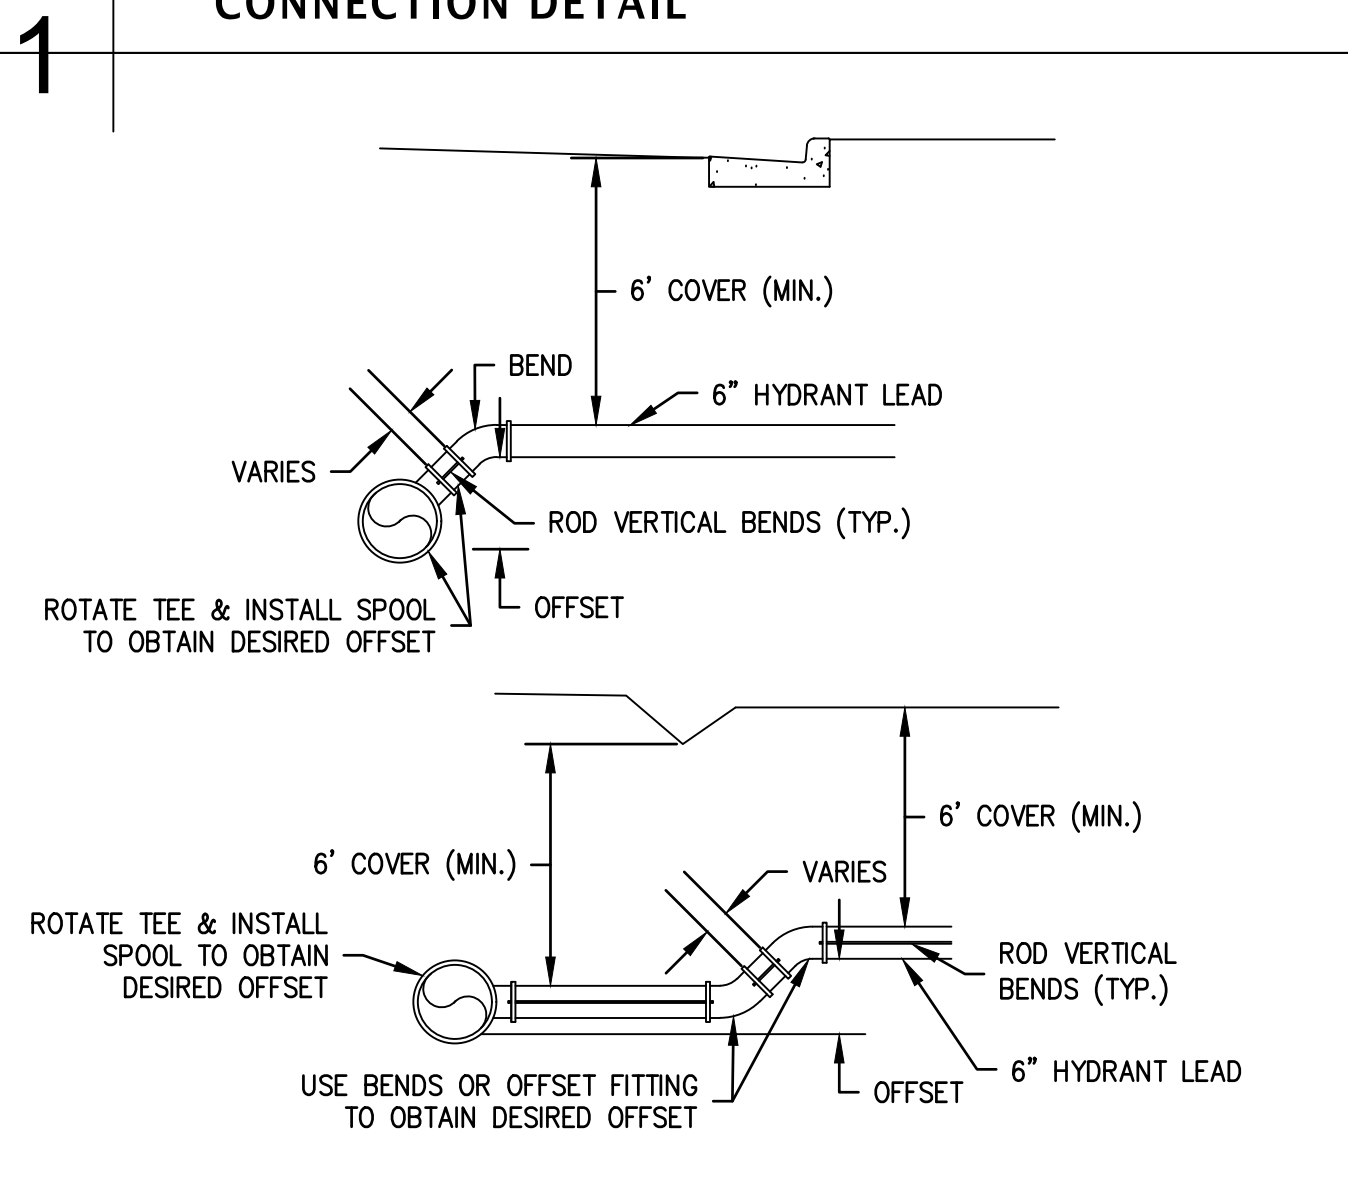 CONNECTION DETAIL
1
6' COVER (MIN.)
BEND
6" HYDRANT LEAD
VARIES
ROD VERTICAL BENDS (TYP.)
OFFSET
ROTATE TEE & INSTALL SPOOL
TO OBTAIN DESIRED OFFSET
6' COVER (MIN.)
6' COVER (MIN.)
VARIES
ROTATE TEE & INSTALL
SPOOL TO OBTAIN
DESIRED OFFSET
ROD VERTICAL
BENDS (TYP.)
6" HYDRANT LEAD
USE BENDS OR OFFSET FITTING
TO OBTAIN DESIRED OFFSET
OFFSET